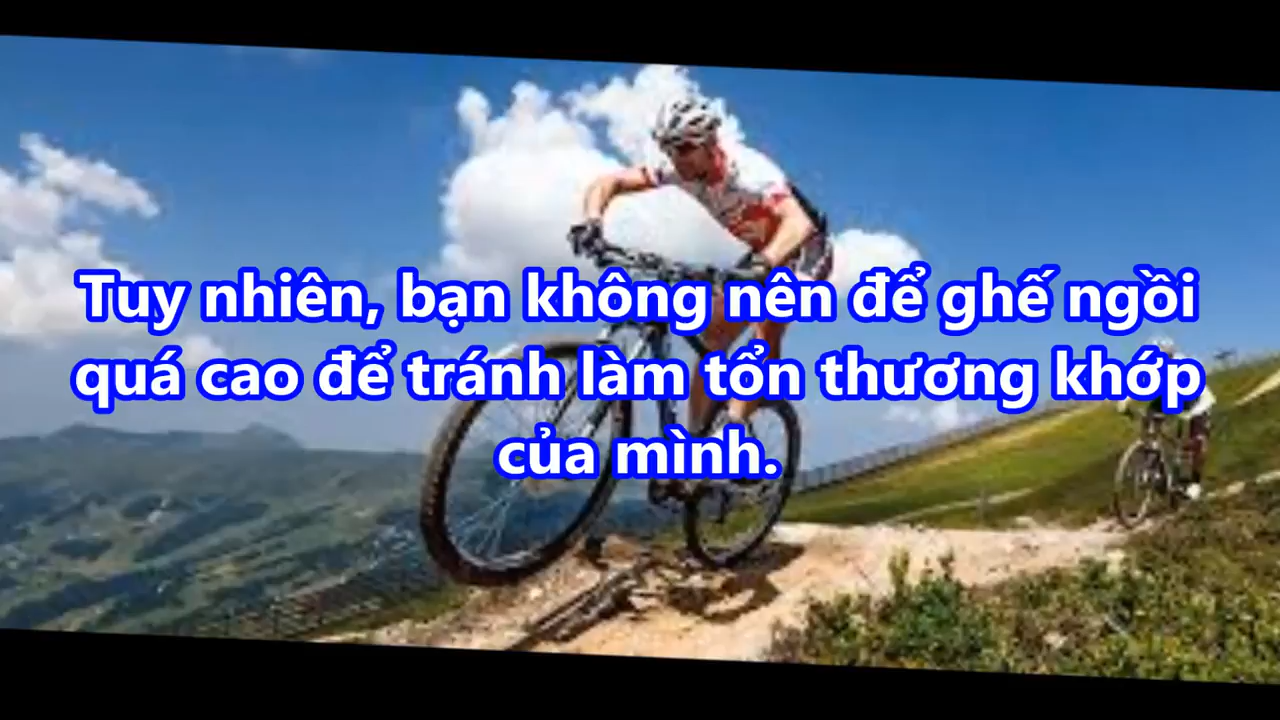 Tuy nhiên, bạn không nên để ghế ngồi
quá cao để tránh làm tổn thương khớp
của mình.